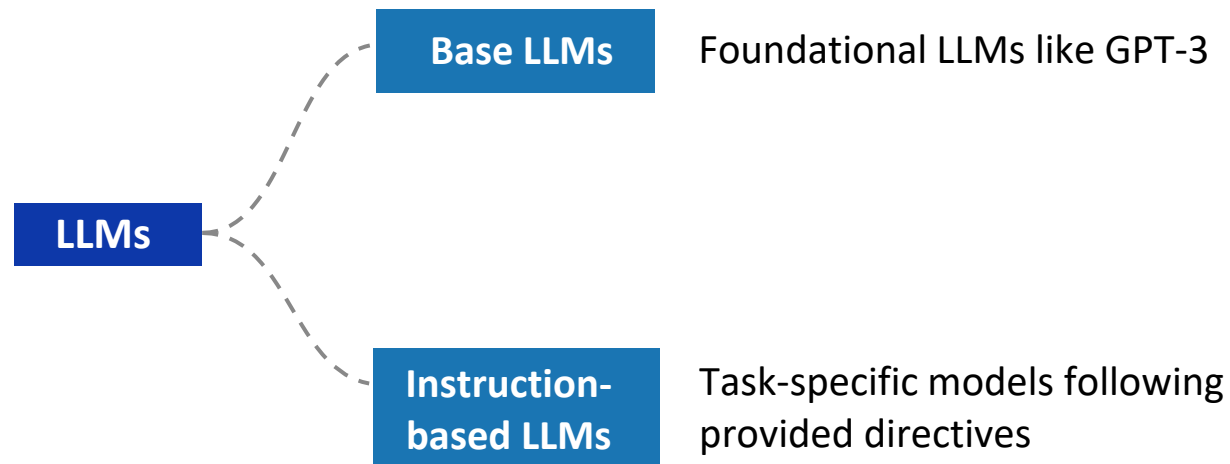 Base LLMs
Foundational LLMs like GPT-3
LLMs
Instruction-
based LLMs
Task-specific models following
provided directives